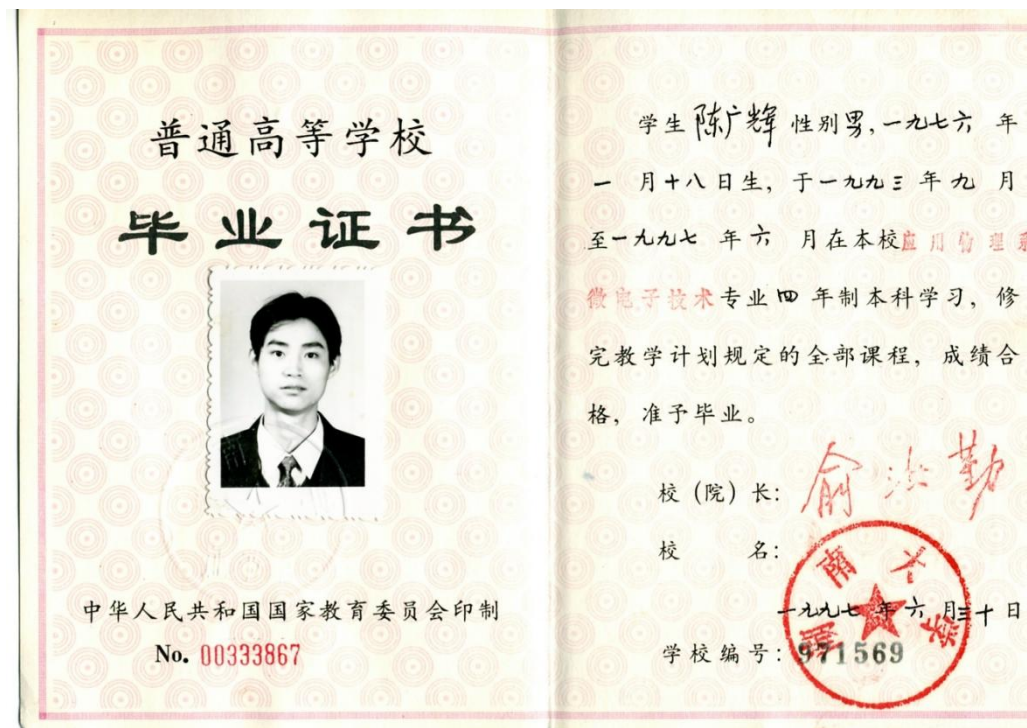 普通高等学校
毕业证书
中华人民共和国国家教育委员会印制
No. 00333867
学生 陈广辉 性别男,一九七六 年
一 月十八日生,于一九九三年九 月
至一九九七 年六 月在本校应用物理系
微电子技术专业四 年制本科学习,修
完教学计划规定的全部课程,成绩合
格,准予毕业。
校(院)长:
校 名:
一九九七年六月三十日
学校编号:971569